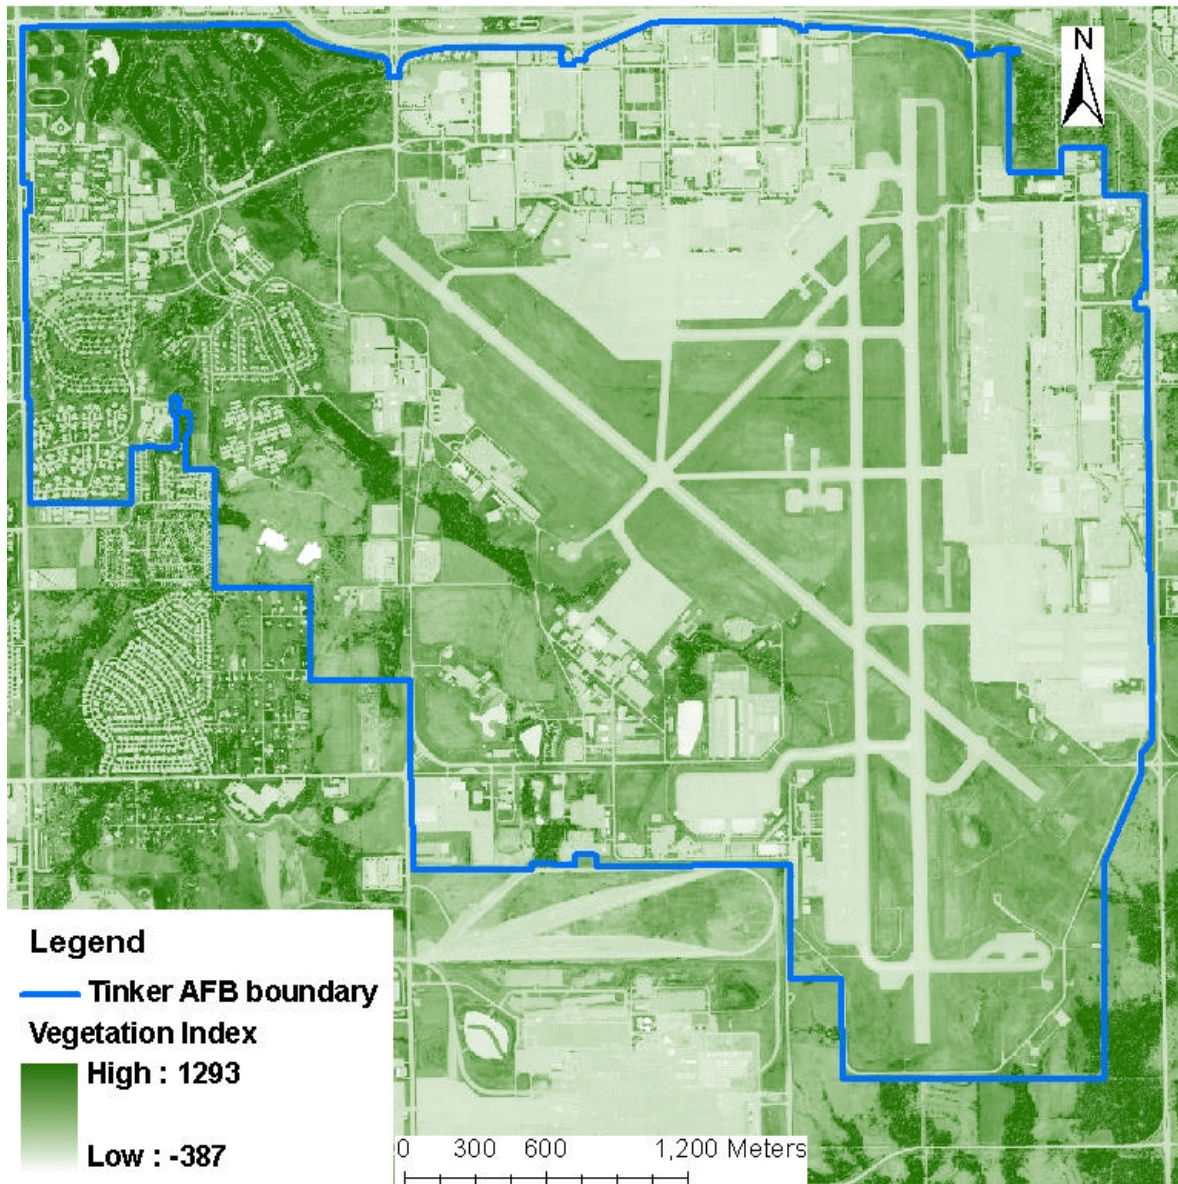 N
Legend
Tinker AFB boundary
Vegetation Index
High : 1293
Low : -387
0 300 600 1,200 Meters